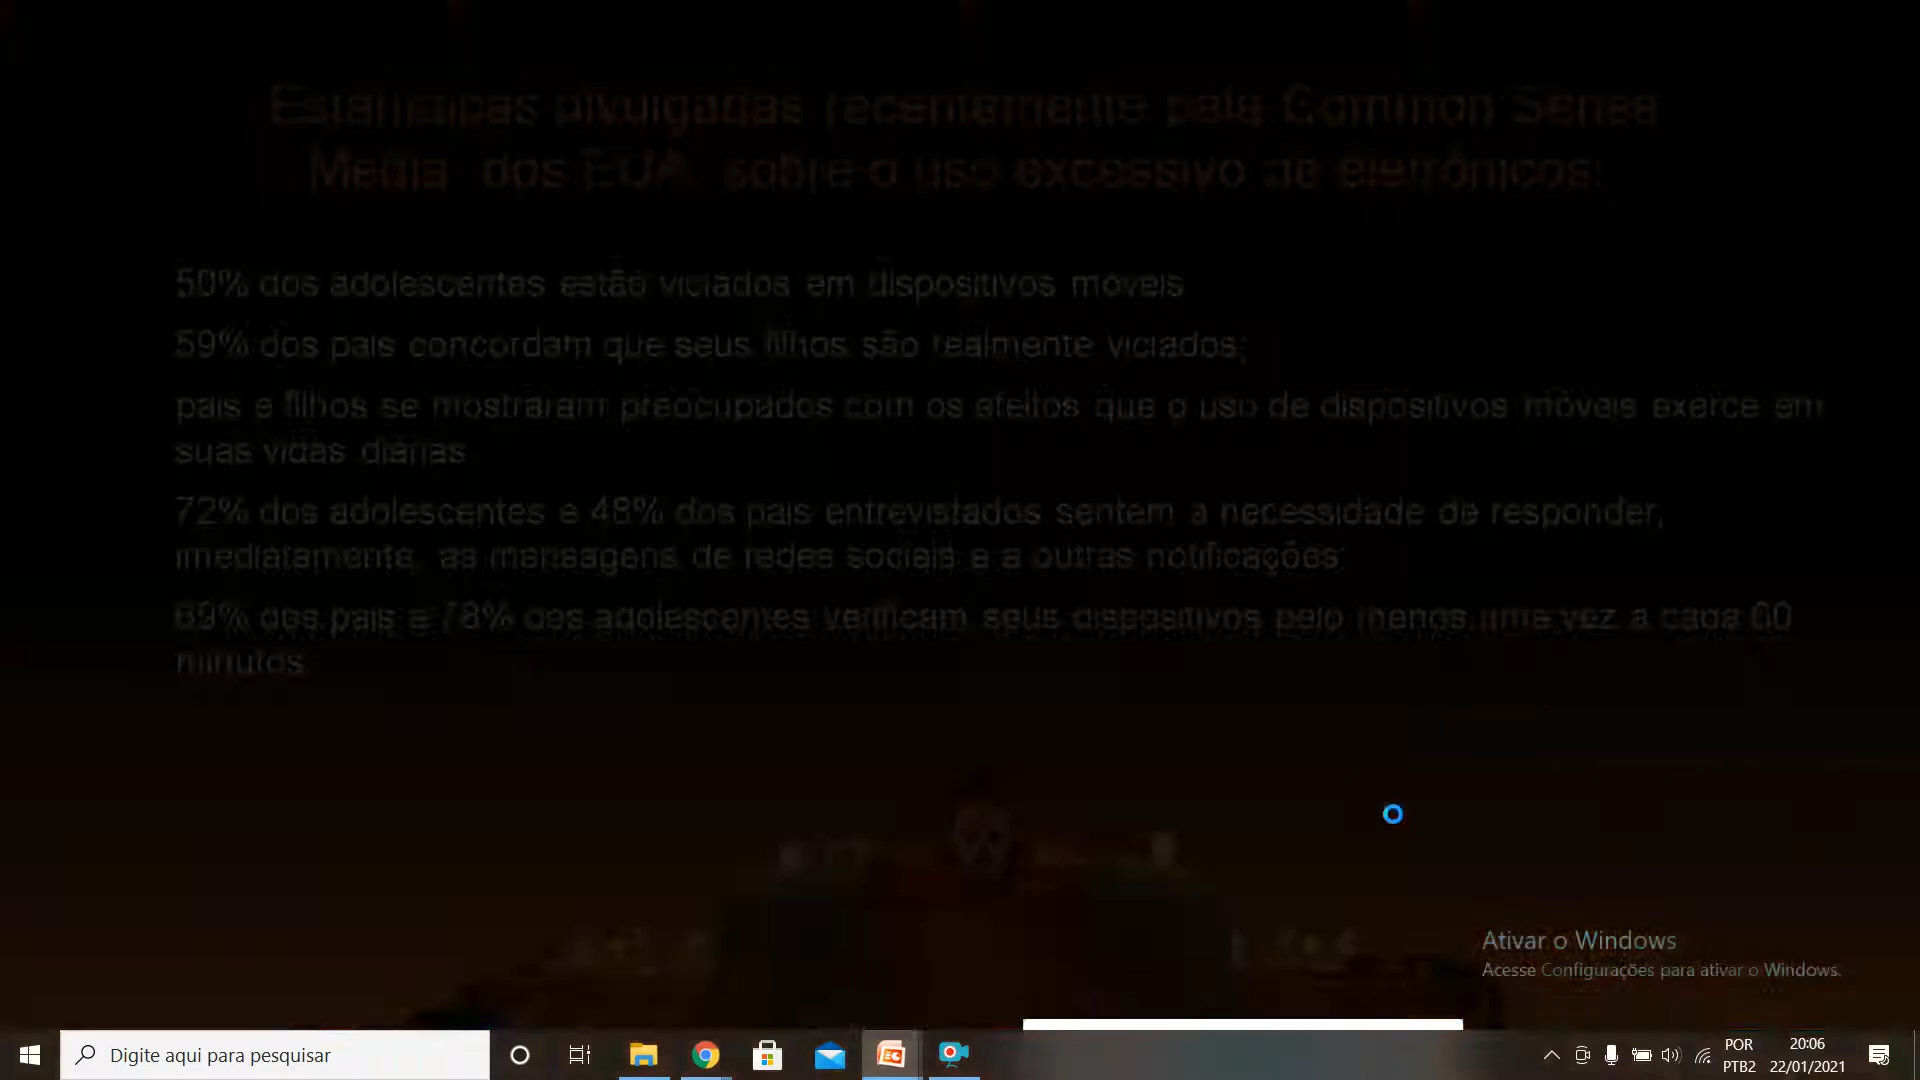 Estatísticas divulgadas recentemente pela Common Sense
Media, dos EUA, sobre o uso excessivo de eletrônicos:
50% dos adolescentes estão viciados em dispositivos móveis
59% dos pais concordam que seus filhos são realmente viciados;
pais e filhos se mostraram preocupados com os efeitos que o uso de dispositivos móveis exerce em
suas vidas diárias
72% dos adolescentes e 48% dos pais entrevistados sentem a necessidade de responder,
imediatamente, as mensagens de redes sociais e a outras notificações;
69% dos pais e 78% dos adolescentes verificam seus dispositivos pelo menos uma vez a cada 60
minutos
Ativar o Windows
Acesse Configurações para ativar o Windows.
Digite aqui para pesquisar
POR
PTB2
20:06
22/01/2021